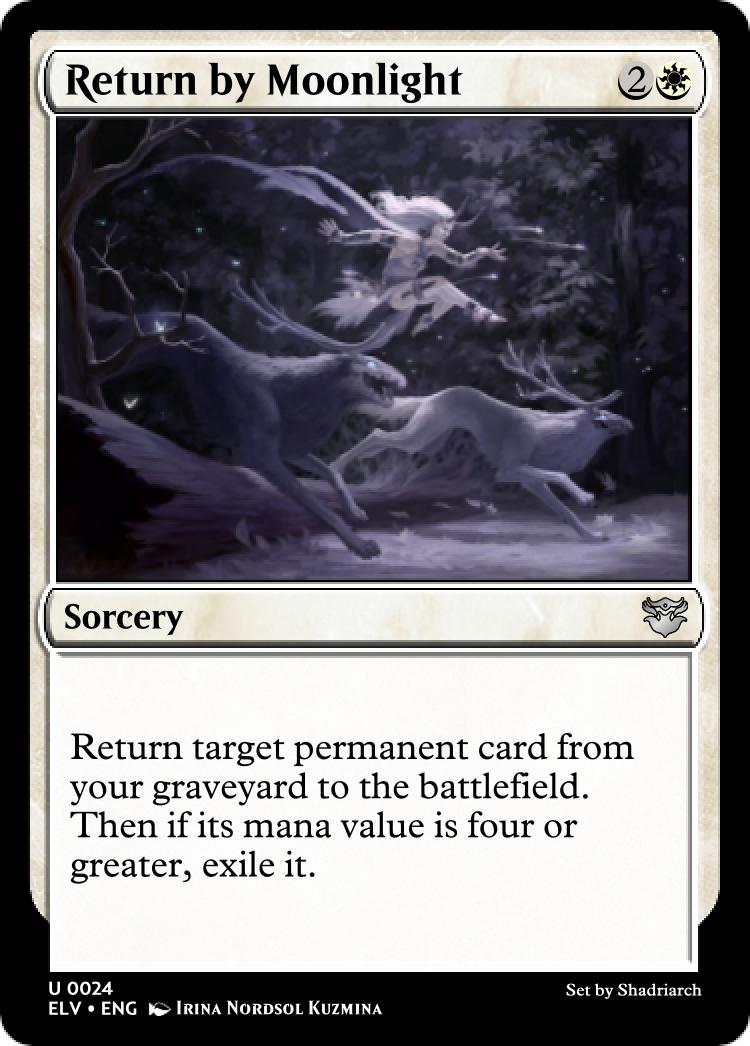 Return by Moonlight 2
Sorcery
Return target permanent card from
your graveyard to the battlefield.
Then if its mana value is four or
greater, exile it.
U 0024
Set by Shadriarch
ELV • ENG Irina Nordsol Kuzmina